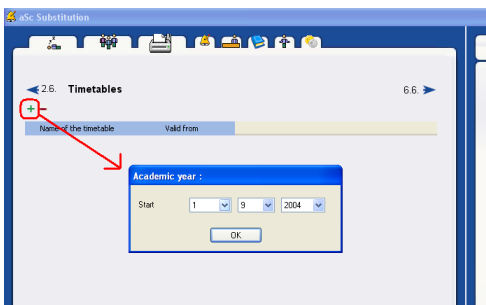 aSc Substitution
2.6. Timetables 6.6.
Name of the timetable Valid from
Academic year :
Start 1 9 2004
OK